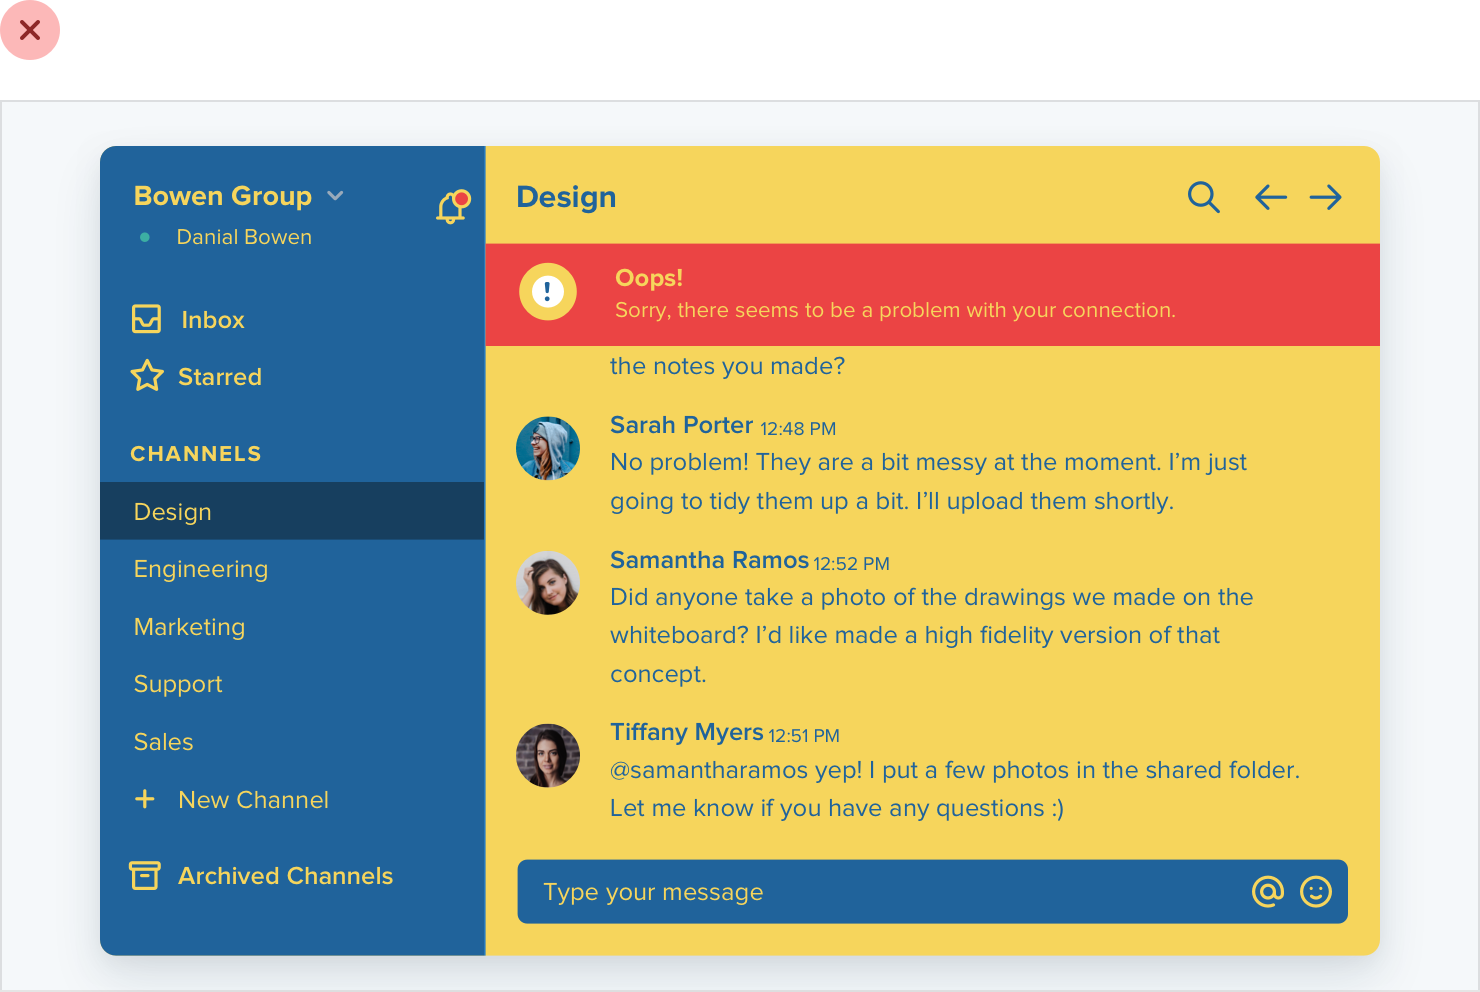 Bowen Group
Danial Bowen
Inbox
Starred
CHANNELS
Design
Engineering
Marketing
Support
Sales
New Channel
Archived Channels
Design
Oops!
Sorry, there seems to be a problem with your connection.
the notes you made?
Sarah Porter 12:48 PM
No problem! They are a bit messy at the moment. I’m just
going to tidy them up a bit. I’ll upload them shortly.
Samantha Ramos 12:52 PM
Did anyone take a photo of the drawings we made on the
whiteboard? I’d like made a high fidelity version of that
concept.
Tiffany Myers 12:51 PM
@samantharamos yep! I put a few photos in the shared folder.
Let me know if you have any questions :)
Type your message